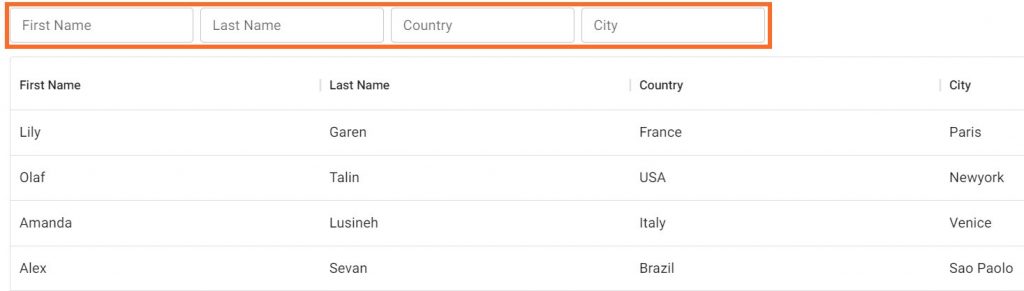 First Name Last Name Country City
First Name Last Name Country City
Lily Garen France Paris
Olaf Talin USA Newyork
Amanda Lusineh Italy Venice
Alex Sevan Brazil Sao Paolo